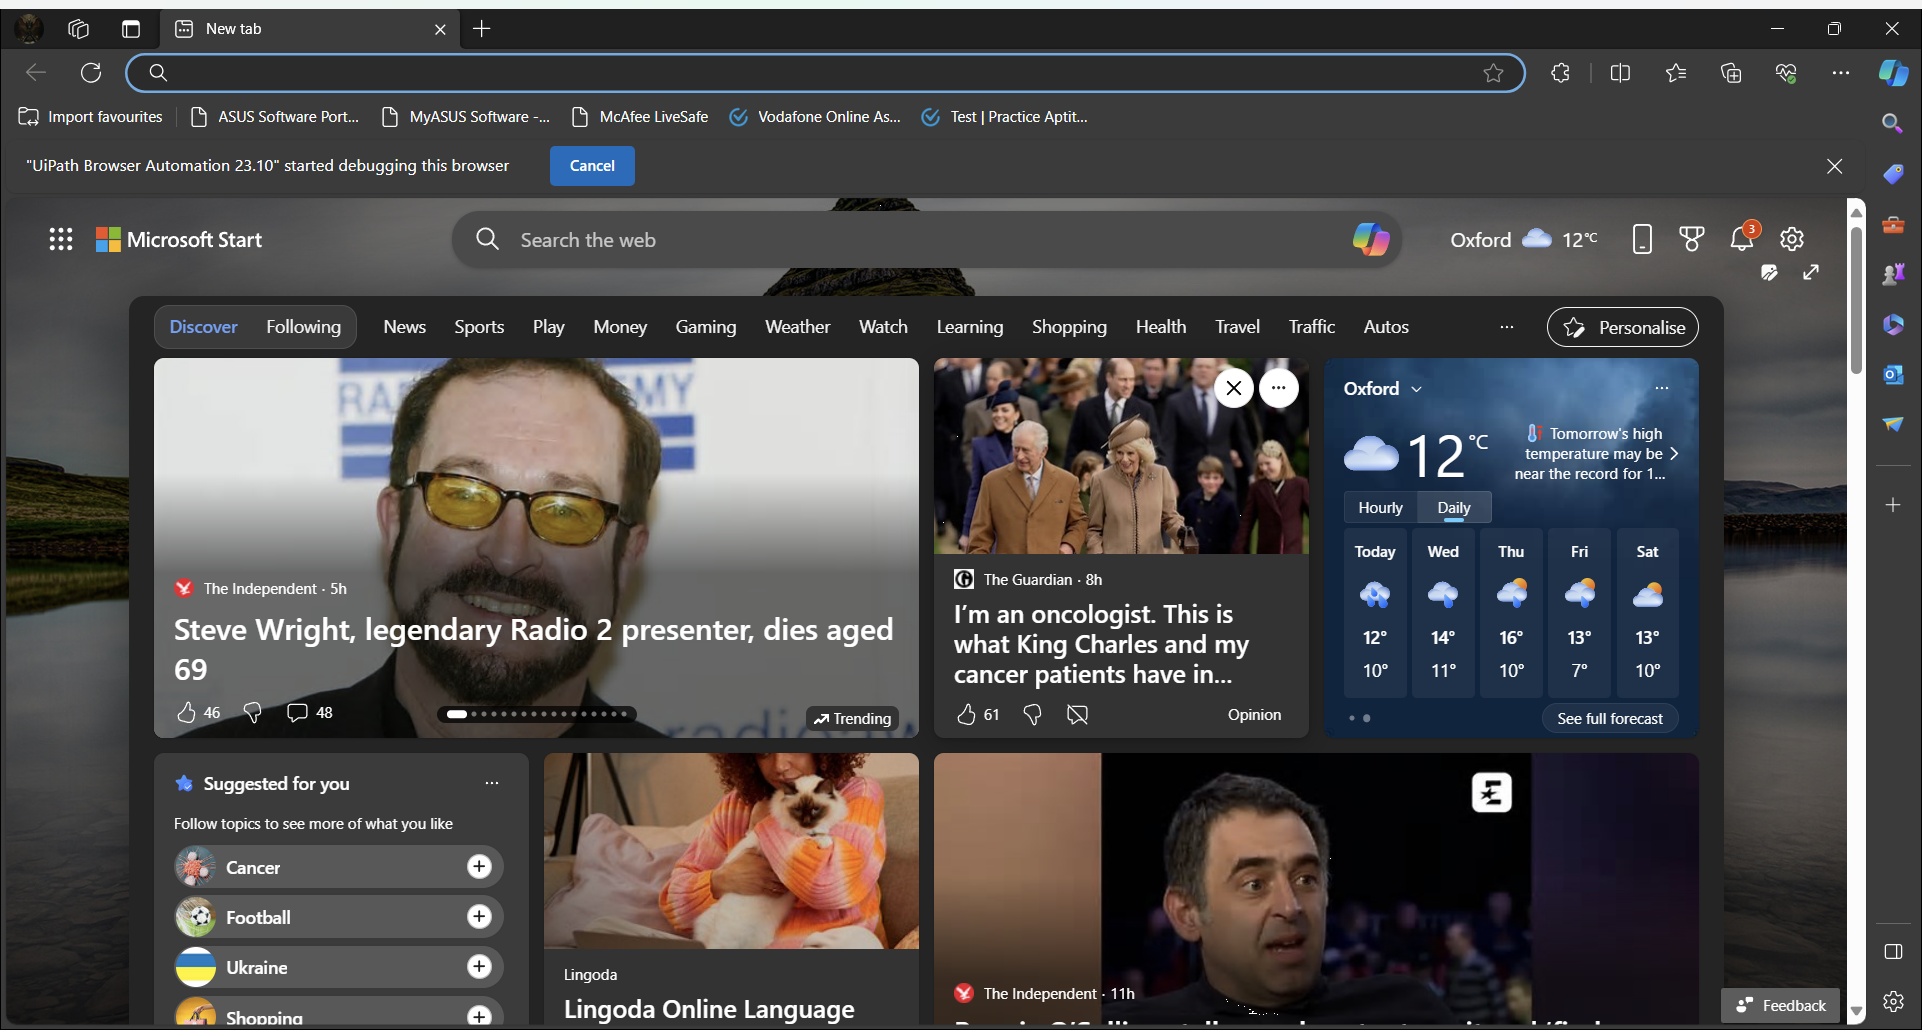 New tab
Import favourites
ASUS Software Port...
MyASUS Software -...
McAfee LiveSafe
Vodafone Online As...
Test | Practice Aptit...
"UiPath Browser Automation 23.10" started debugging this browser
Cancel
Microsoft Start
Search the web
Oxford
12°C
3
Discover
Following
News
Sports
Play
Money
Gaming
Weather
Watch
Learning
Shopping
Health
Travel
Traffic
Autos
Personalise
The Independent · 5h
Steve Wright, legendary Radio 2 presenter, dies aged
69
46
48
Trending
The Guardian · 8h
I'm an oncologist. This is
what King Charles and my
cancer patients have in...
61
Opinion
Oxford
12°C
Tomorrow's high
temperature may be
near the record for 1...
Hourly
Daily
Today
Wed
Thu
Fri
Sat
12°
14°
16°
13°
13°
10°
11°
10°
7°
10°
See full forecast
Suggested for you
Follow topics to see more of what you like
Cancer
Football
Ukraine
Shopping
Lingoda
Lingoda Online Language
The Independent · 11h
Feedback